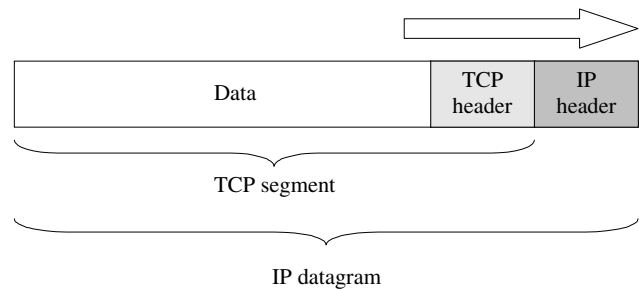 Data
TCP
header
IP
header
TCP segment
IP datagram